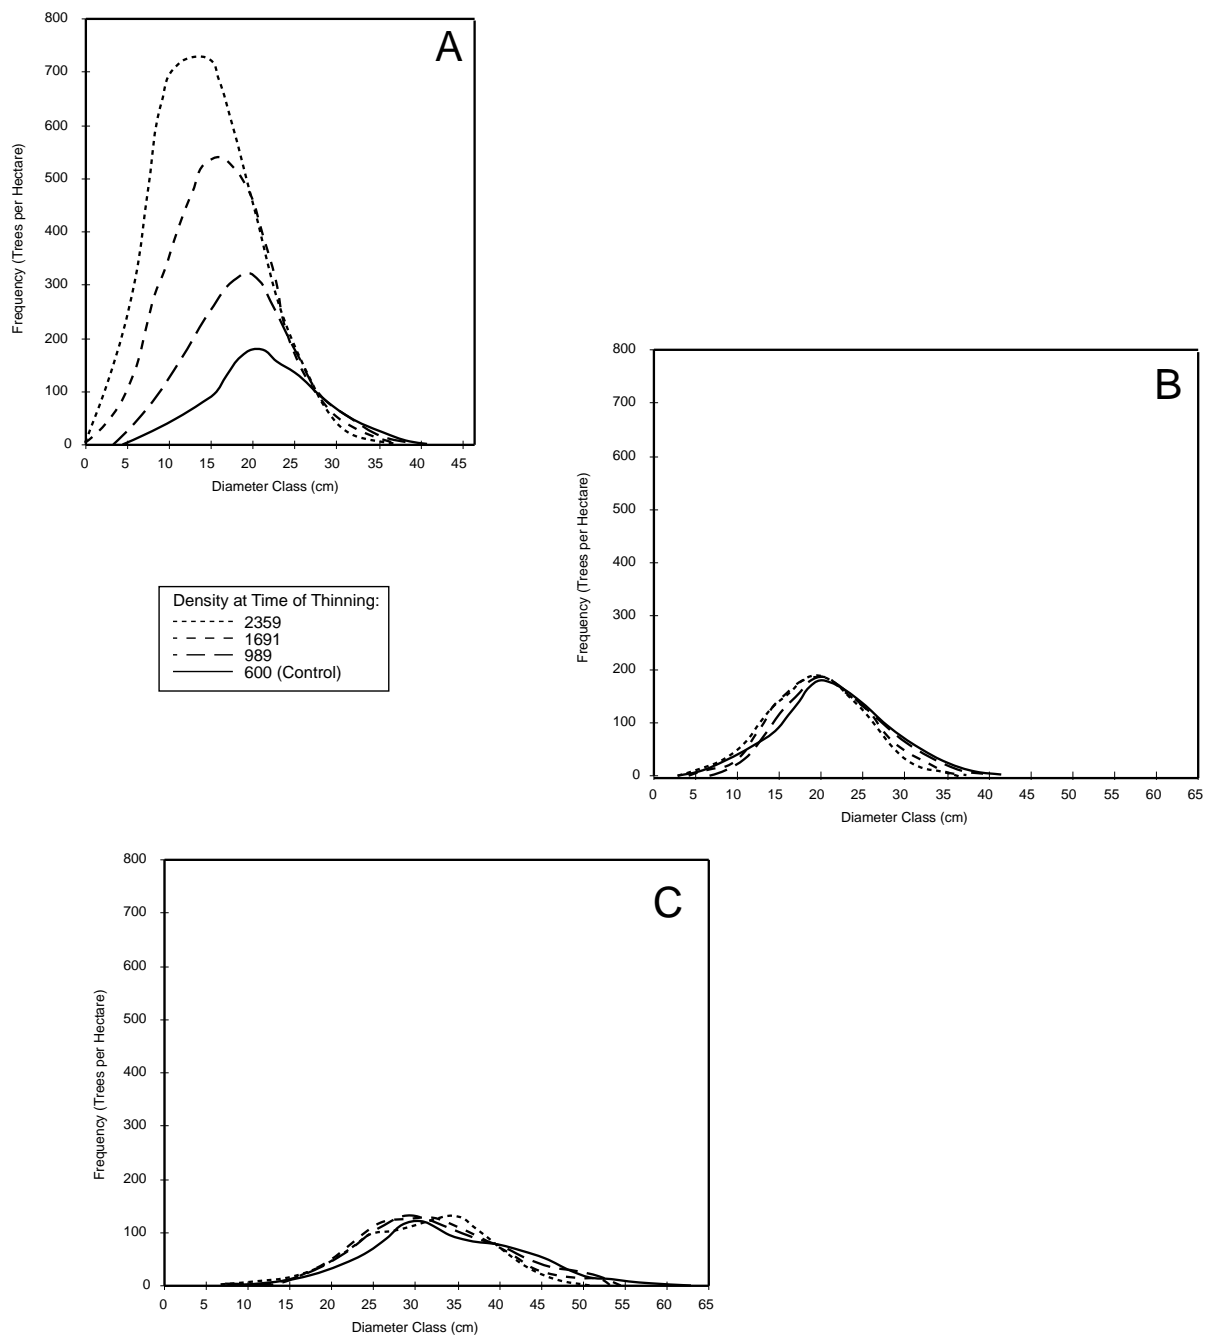 A
800
700
600
500
400
300
200
100
0
Frequency (Trees per Hectare)
0 5 10 15 20 25 30 35 40 45
Diameter Class (cm)
B
800
700
600
500
400
300
200
100
0
Frequency (Trees per Hectare)
0 5 10 15 20 25 30 35 40 45 50 55 60 65
Diameter Class (cm)
Density at Time of Thinning:
2359
1691
989
600 (Control)
C
800
700
600
500
400
300
200
100
0
Frequency (Trees per Hectare)
0 5 10 15 20 25 30 35 40 45 50 55 60 65
Diameter Class (cm)